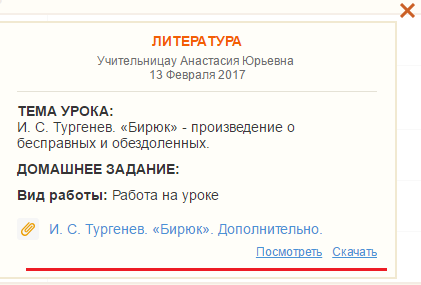 ЛИТЕРАТУРА
Учительницау Анастасия Юрьевна
13 Февраля 2017
ТЕМА УРОКА:
И. С. Тургенев. «Бирюк» - произведение о
бесправных и обездоленных.
ДОМАШНЕЕ ЗАДАНИЕ:
Вид работы: Работа на уроке
И. С. Тургенев. «Бирюк». Дополнительно.
Посмотреть Скачать